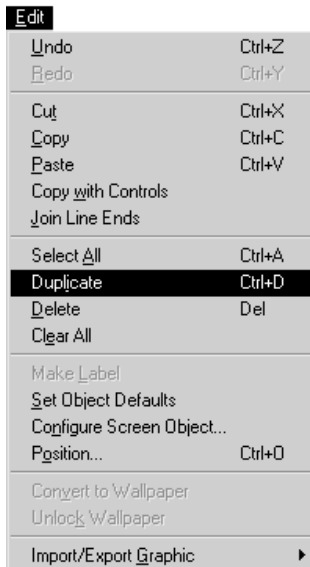 Edit
Undo Ctrl+Z
Redo Ctrl+Y
Cut Ctrl+X
Copy Ctrl+C
Paste Ctrl+V
Copy with Controls
Join Line Ends
Select All Ctrl+A
Duplicate Ctrl+D
Delete Del
Clear All
Make Label
Set Object Defaults
Configure Screen Object...
Position... Ctrl+O
Convert to Wallpaper
Unlock Wallpaper
Import/Export Graphic